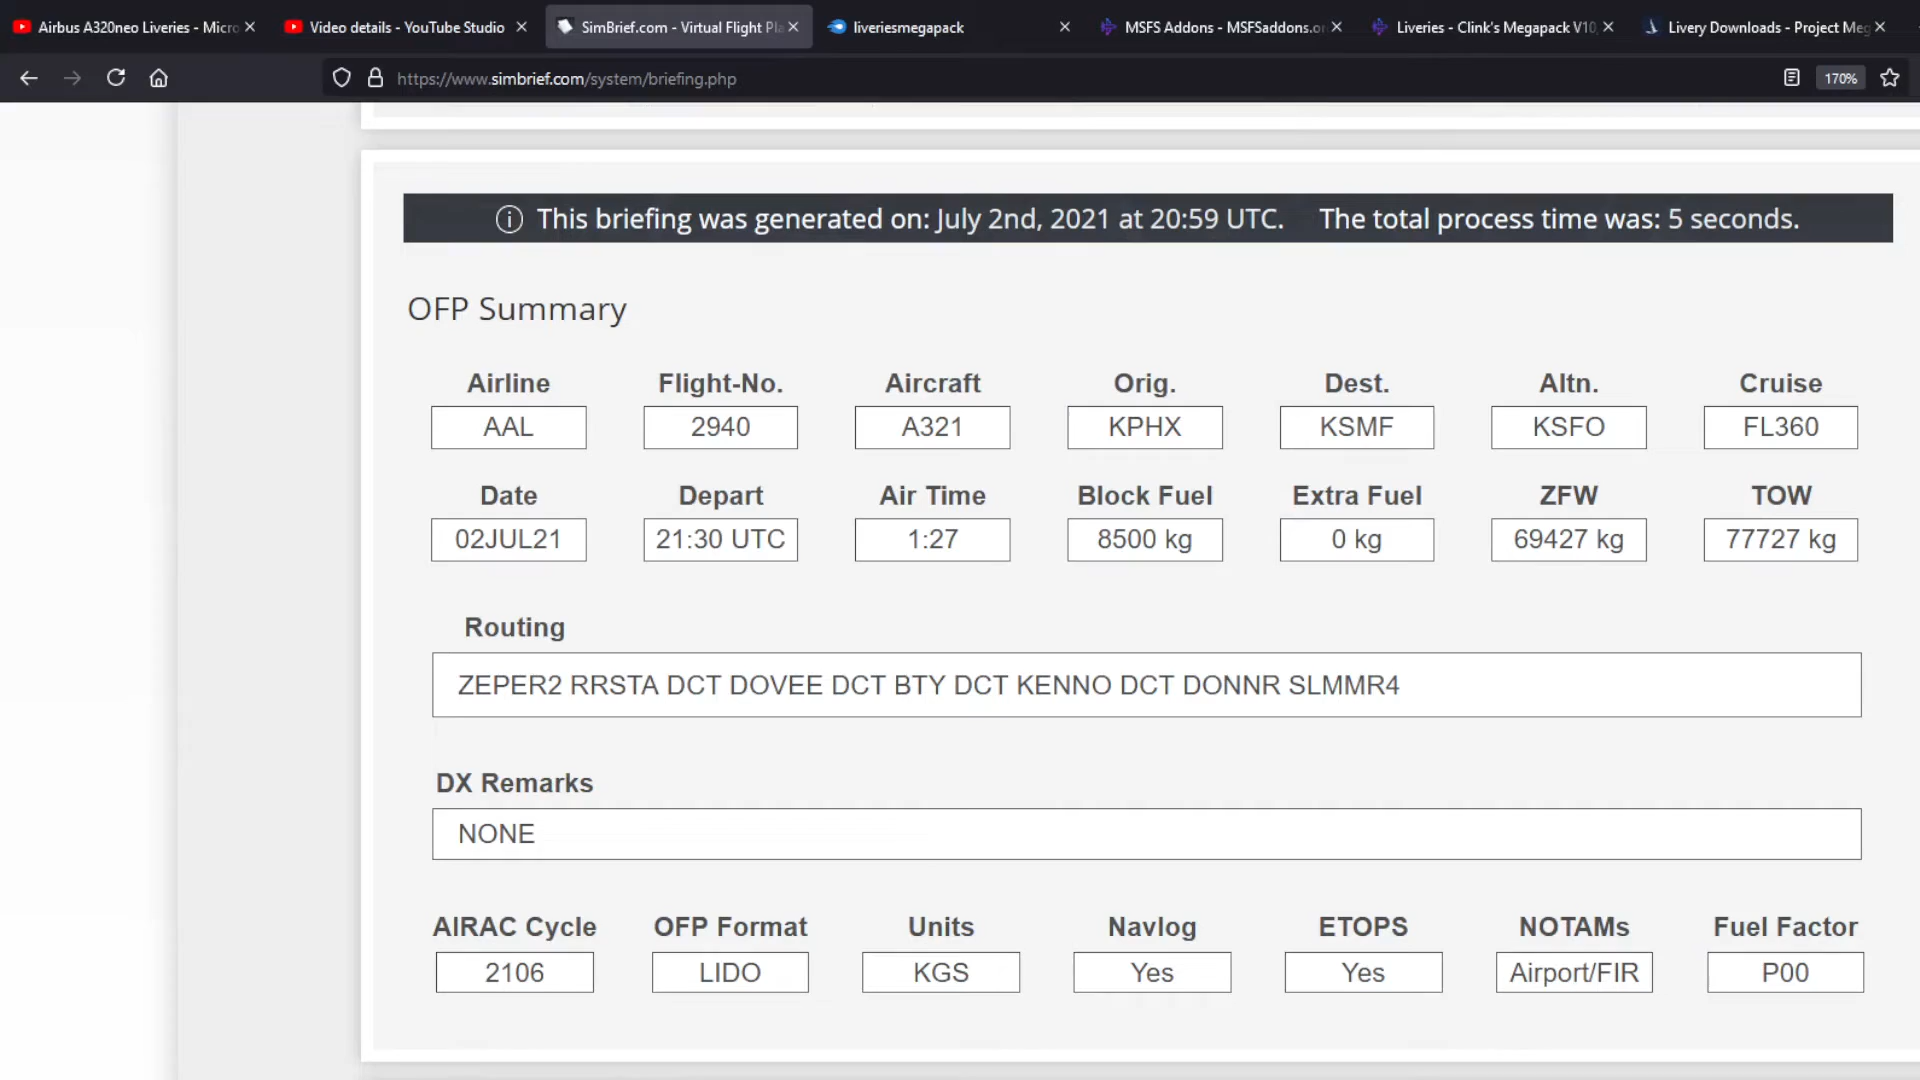 Airbus A320neo Liveries - Micro
Video details - YouTube Studio
SimBrief.com - Virtual Flight Pla
liveriesmegapack
MSFS Addons - MSFSaddons.or
Liveries - Clink's Megapack V10
Livery Downloads - Project Meg
https://www.simbrief.com/system/briefing.php
170%
This briefing was generated on: July 2nd, 2021 at 20:59 UTC. The total process time was: 5 seconds.
OFP Summary
Airline Flight-No. Aircraft Orig. Dest. Altn. Cruise
AAL 2940 A321 KPHX KSMF KSFO FL360
Date Depart Air Time Block Fuel Extra Fuel ZFW TOW
02JUL21 21:30 UTC 1:27 8500 kg 0 kg 69427 kg 77727 kg
Routing
ZEPER2 RRSTA DCT DOVEE DCT BTY DCT KENNO DCT DONNR SLMMR4
DX Remarks
NONE
AIRAC Cycle OFP Format Units Navlog ETOPS NOTAMs Fuel Factor
2106 LIDO KGS Yes Yes Airport/FIR P00